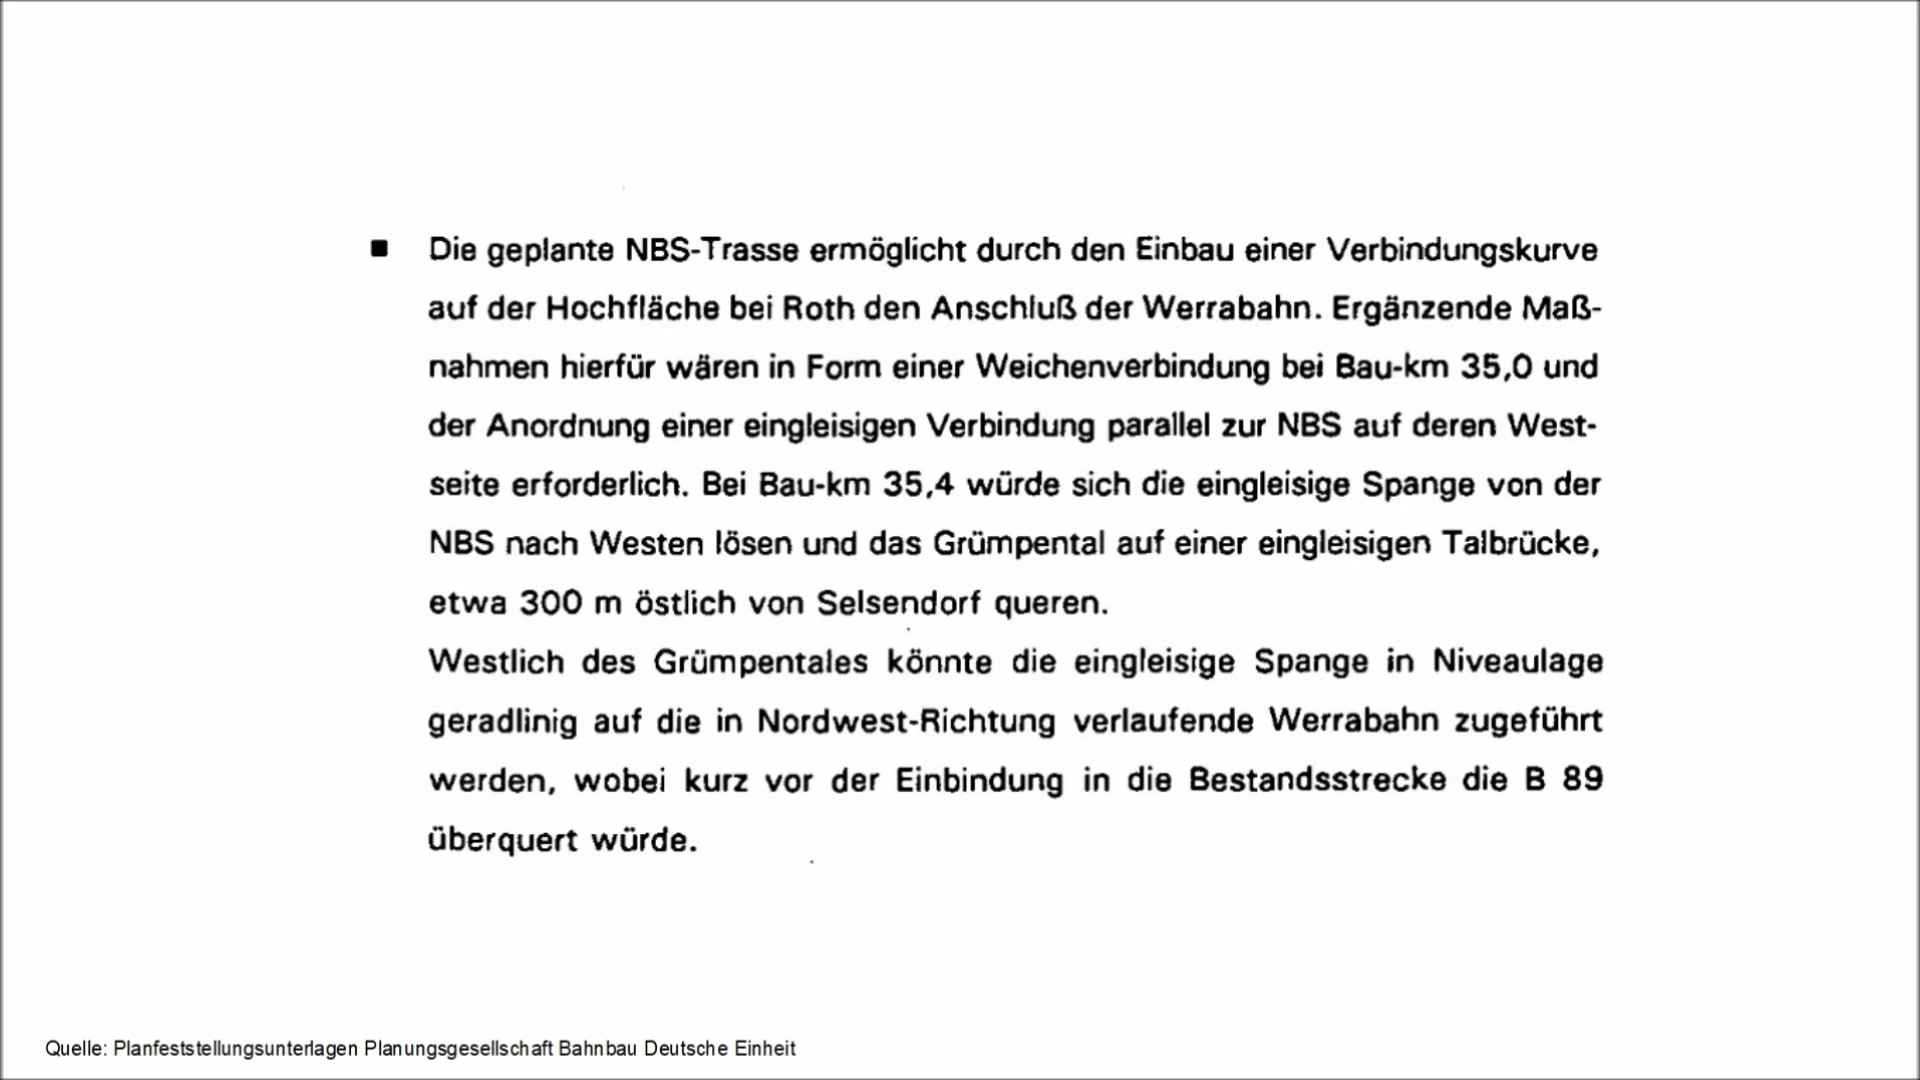 ■ Die geplante NBS-Trasse ermöglicht durch den Einbau einer Verbindungskurve
auf der Hochfläche bei Roth den Anschluß der Werrabahn. Ergänzende Maß-
nahmen hierfür wären in Form einer Weichenverbindung bei Bau-km 35,0 und
der Anordnung einer eingleisigen Verbindung parallel zur NBS auf deren West-
seite erforderlich. Bei Bau-km 35,4 würde sich die eingleisige Spange von der
NBS nach Westen lösen und das Grümpental auf einer eingleisigen Talbrücke,
etwa 300 m östlich von Selsendorf queren.
Westlich des Grümpentales könnte die eingleisige Spange in Niveaulage
geradlinig auf die in Nordwest-Richtung verlaufende Werrabahn zugeführt
werden, wobei kurz vor der Einbindung in die Bestandsstrecke die B 89
überquert würde.
Quelle: Planfeststellungsunterlagen Planungsgesellschaft Bahnbau Deutsche Einheit